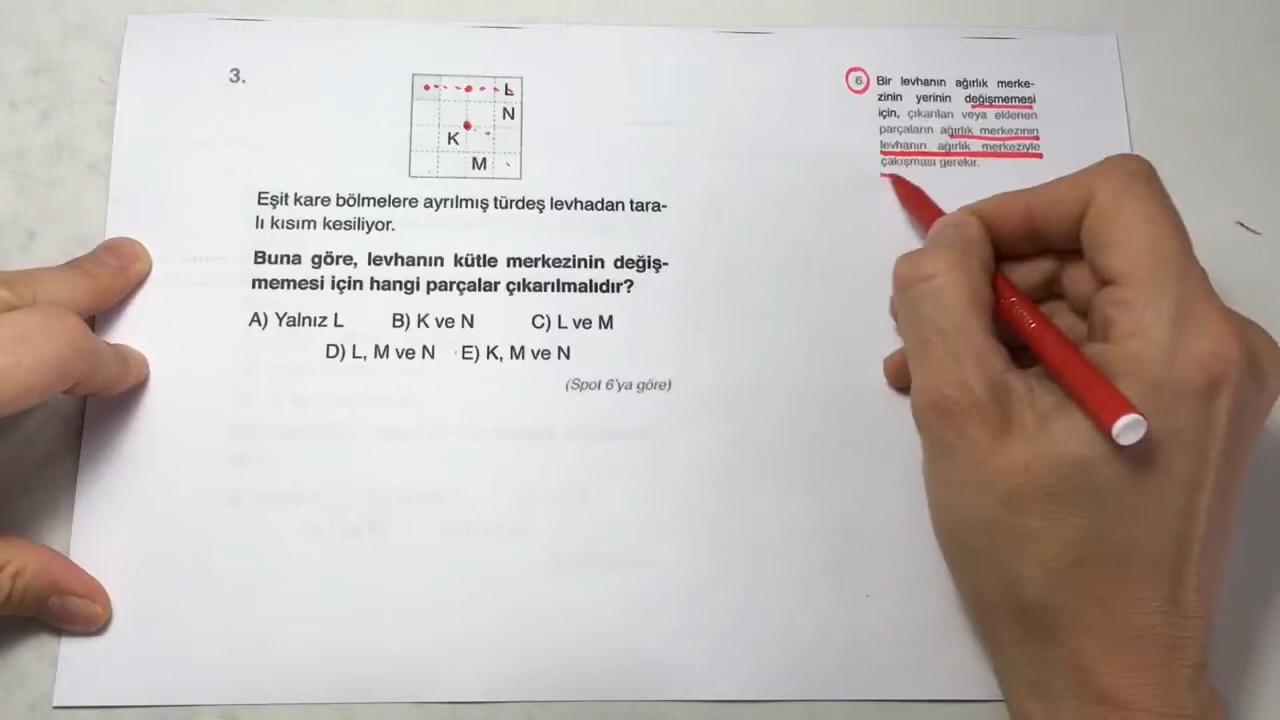 3.
L
N
K
M
Eşit kare bölmelere ayrılmış türdeş levhadan tara-
lı kısım kesiliyor.
Buna göre, levhanın kütle merkezinin değiş-
memesi için hangi parçalar çıkarılmalıdır?
A) Yalnız L B) K ve N C) L ve M
D) L, M ve N E) K, M ve N
(Spot 6'ya göre)
6 Bir levhanın ağırlık merke-
zinin yerinin değişmemesi
için, çıkarılan veya eklenen
parçaların ağırlık merkezinin
levhanın ağırlık merkeziyle
çakışması gerekir.